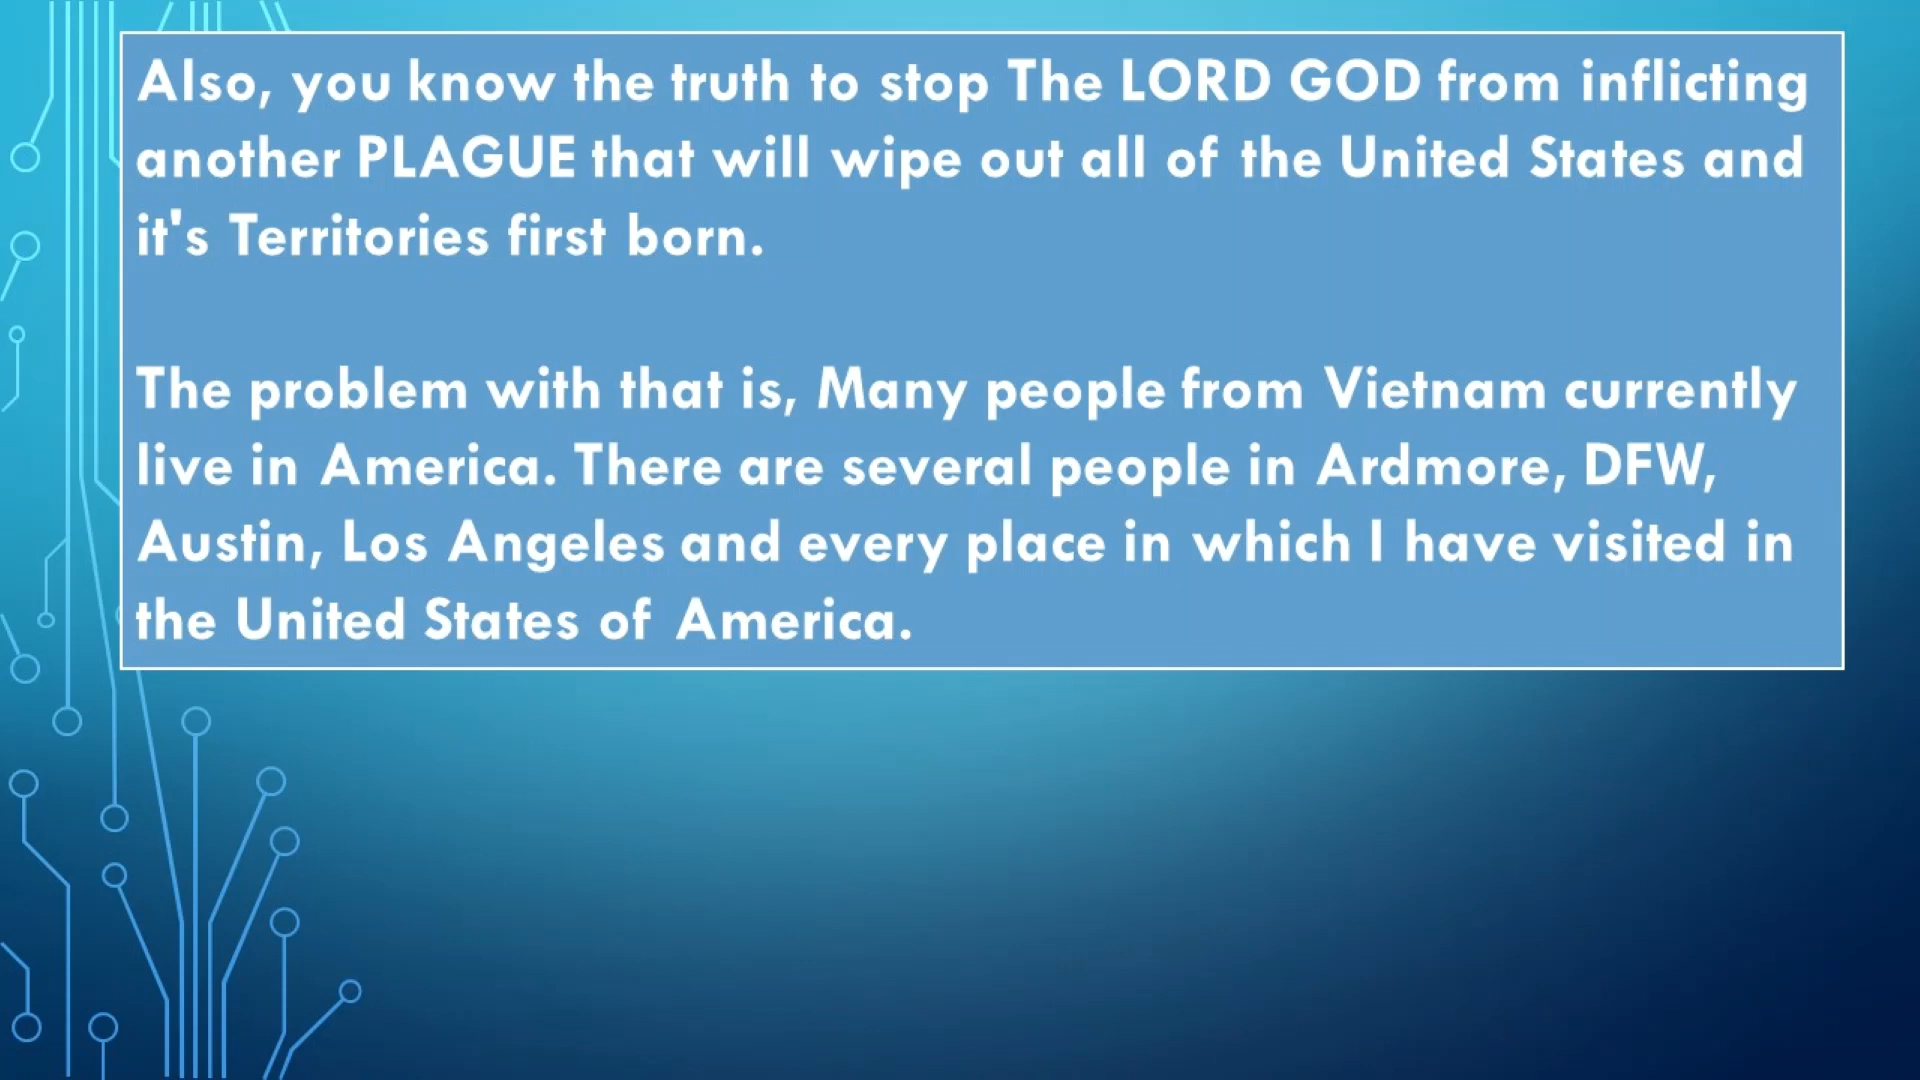 Also, you know the truth to stop The LORD GOD from inflicting
another PLAGUE that will wipe out all of the United States and
it's Territories first born.
The problem with that is, Many people from Vietnam currently
live in America. There are several people in Ardmore, DFW,
Austin, Los Angeles and every place in which I have visited in
the United States of America.